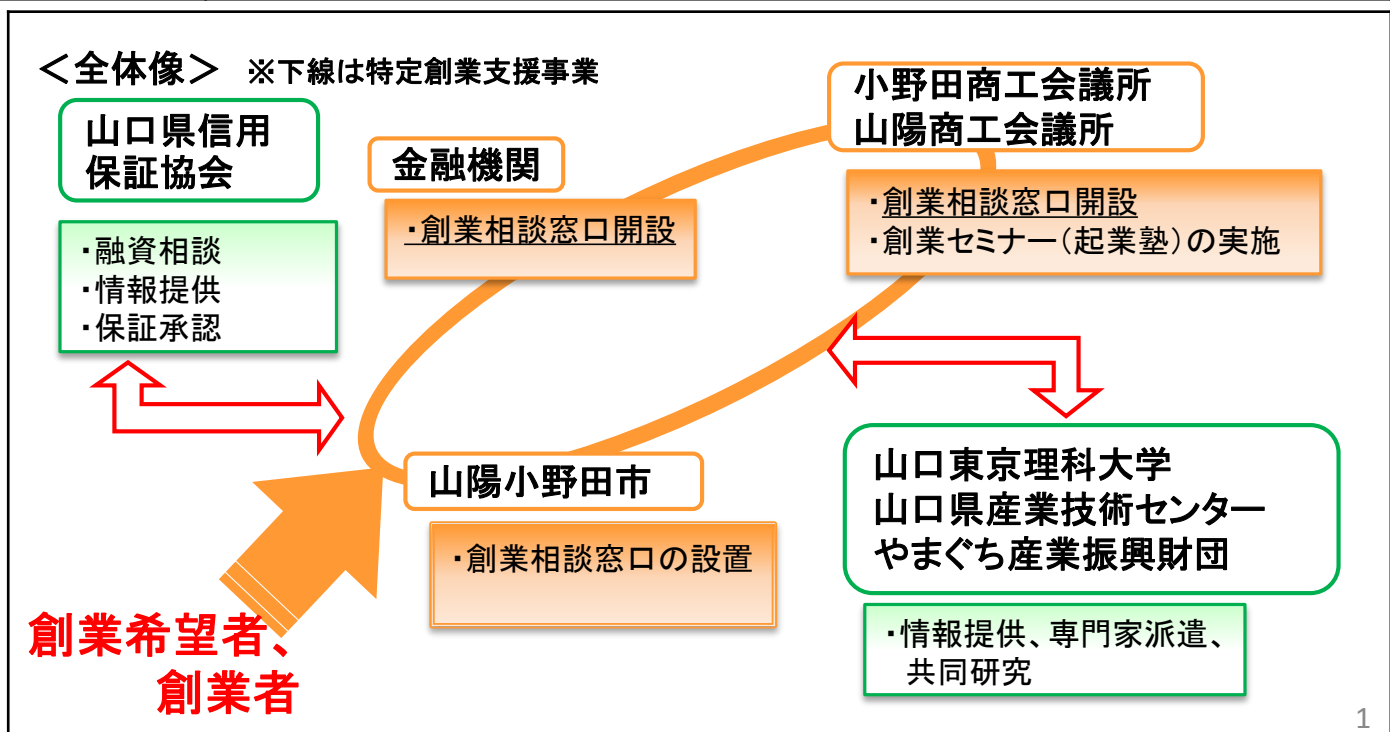 <全体像> ※下線は特定創業支援事業
山口県信用
保証協会
・融資相談
・情報提供
・保証承認
金融機関
・創業相談窓口開設
小野田商工会議所
山陽商工会議所
・創業相談窓口開設
・創業セミナー(起業塾)の実施
山陽小野田市
・創業相談窓口の設置
山口東京理科大学
山口県産業技術センター
やまぐち産業振興財団
・情報提供、専門家派遣、
共同研究
創業希望者、
創業者
1